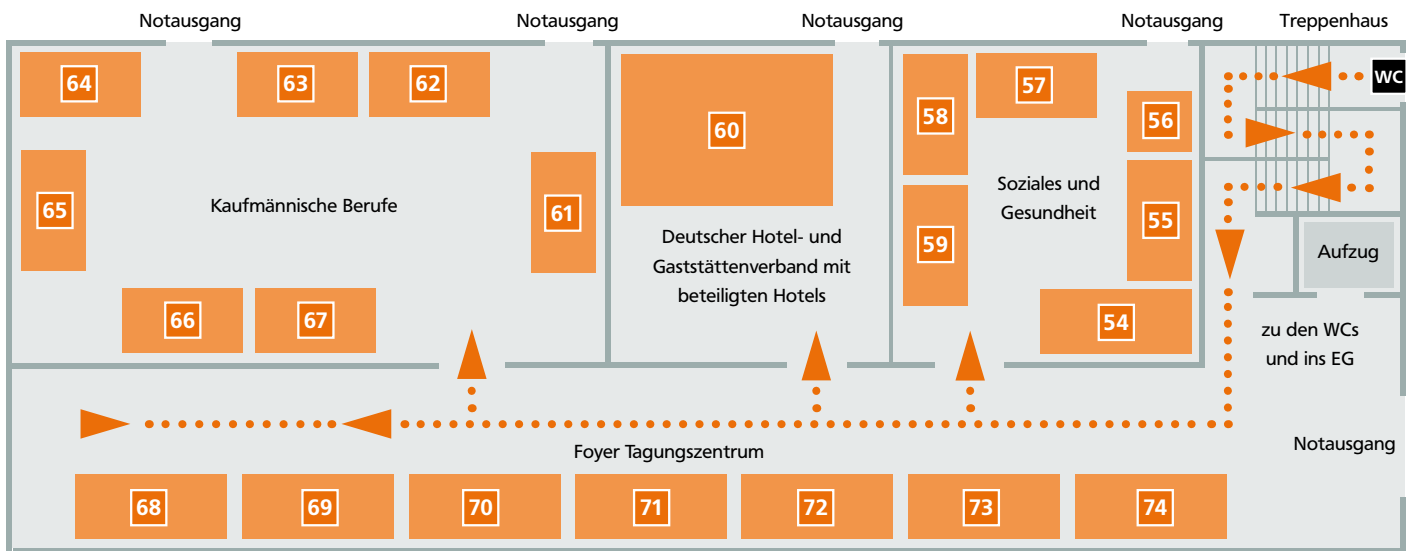 Notausgang
Notausgang
Notausgang
Notausgang
Treppenhaus
64
63
62
60
58
57
56
WC
65
Kaufmännische Berufe
61
59
Soziales und
Gesundheit
55
Deutscher Hotel- und
Gaststättenverband mit
beteiligten Hotels
Aufzug
66
67
54
zu den WCs
und ins EG
Foyer Tagungszentrum
Notausgang
68
69
70
71
72
73
74